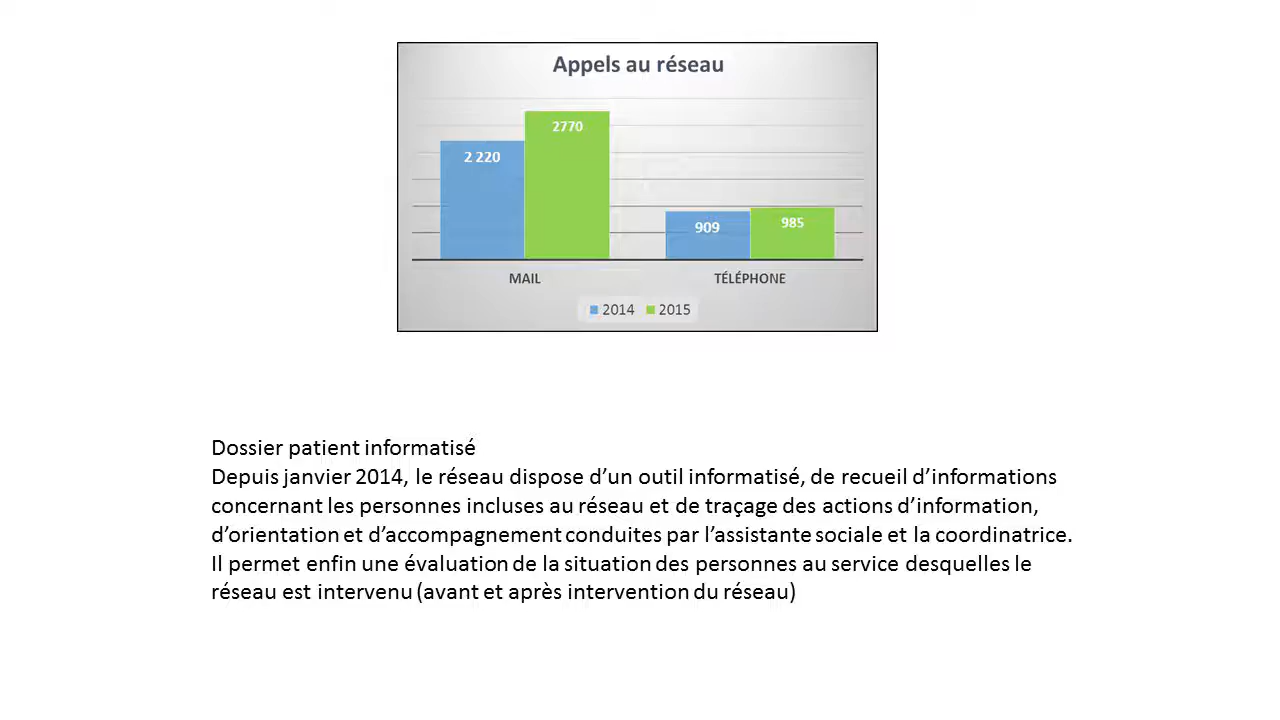 Appels au réseau
2770
2 220
909
985
MAIL
TÉLÉPHONE
2014
2015
Dossier patient informatisé
Depuis janvier 2014, le réseau dispose d’un outil informatisé, de recueil d’informations
concernant les personnes incluses au réseau et de traçage des actions d’information,
d’orientation et d’accompagnement conduites par l’assistante sociale et la coordinatrice.
Il permet enfin une évaluation de la situation des personnes au service desquelles le
réseau est intervenu (avant et après intervention du réseau)